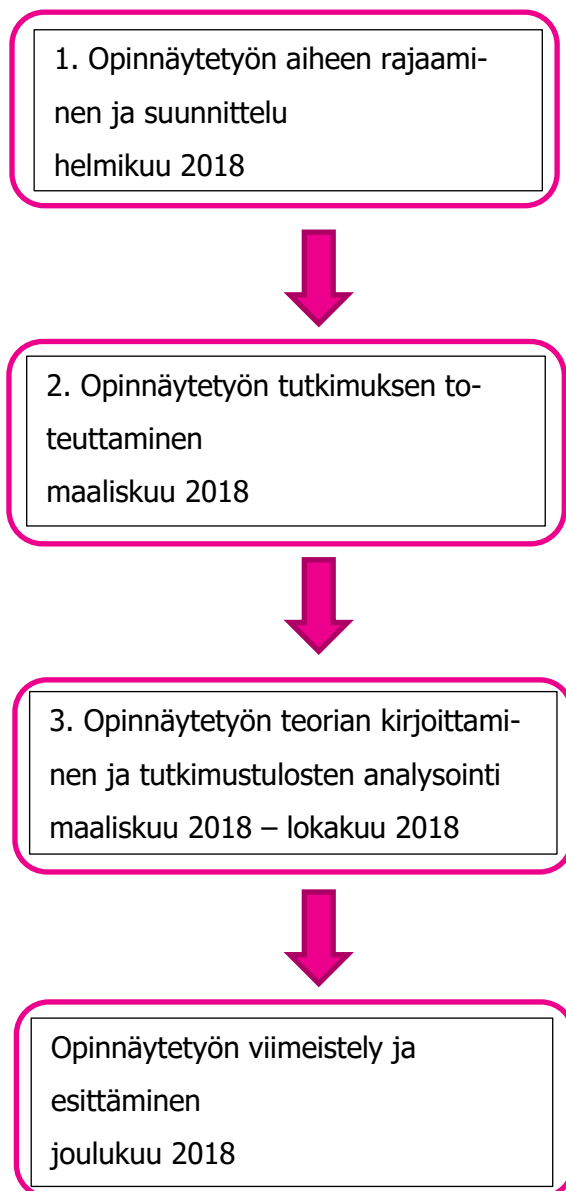 1. Opinnäytetyön aiheen rajaami-
nen ja suunnittelu
helmikuu 2018
2. Opinnäytetyön tutkimuksen to-
teuttaminen
maaliskuu 2018
3. Opinnäytetyön teorian kirjoittami-
nen ja tutkimustulosten analysointi
maaliskuu 2018 – lokakuu 2018
Opinnäytetyön viimeistely ja
esittäminen
joulukuu 2018